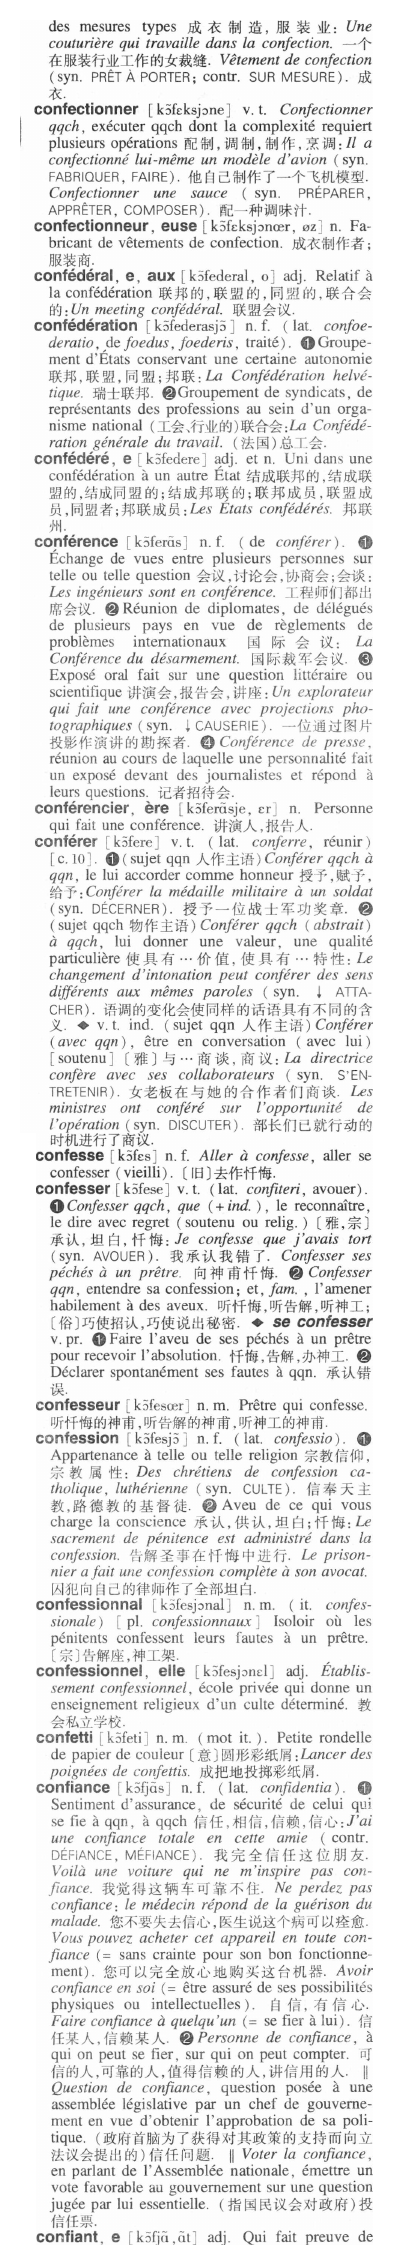 des mesures types 成衣制造,服装业: Une
couturière qui travaille dans la confection. 一个
在服装行业工作的女裁缝. Vêtement de confection
(syn. PRÊT À PORTER; contr. SUR MESURE). 成
衣.
confectionner [kɔ̃fɛksjɔne] v. t. Confectionner
qqch, exécuter qqch dont la complexité requiert
plusieurs opérations 配制,调制,制作,烹调: Il a
confectionné lui-même un modèle d'avion (syn.
FABRIQUER, FAIRE). 他自己制作了一个飞机模型.
Confectionner une sauce (syn. PRÉPARER,
APPRÊTER, COMPOSER). 配一种调味汁.
confectionneur, euse [kɔ̃fɛksjɔnœr, øz] n. Fa-
bricant de vêtements de confection. 成衣制作者;
服装商.
confédéral, e, aux [kɔ̃federal, o] adj. Relatif à
la confédération 联邦的,联盟的,同盟的,联合会
的: Un meeting confédéral. 联盟会议.
confédération [kɔ̃federasjɔ̃] n. f. (lat. confoe-
deratio, de foedus, foederis, traité). ❶ Groupe-
ment d'États conservant une certaine autonomie
联邦,联盟,同盟;邦联: La Confédération helvé-
tique. 瑞士联邦. ❷ Groupement de syndicats, de
représentants des professions au sein d'un orga-
nisme national (工会、行业的)联合会: La Confédé-
ration générale du travail. (法国)总工会.
confédéré, e [kɔ̃federe] adj. et n. Uni dans une
confédération à un autre État 结成联邦的,结成联
盟的,结成同盟的;结成邦联的;联邦成员,联盟成
员,同盟者;邦联成员: Les États confédérés. 邦联
州.
conférence [kɔ̃ferɑ̃s] n. f. (de conférer). ❶
Échange de vues entre plusieurs personnes sur
telle ou telle question 会议,讨论会,协商会;会谈:
Les ingénieurs sont en conférence. 工程师们都出
席会议. ❷ Réunion de diplomates, de délégués
de plusieurs pays en vue de règlements de
problèmes internationaux 国际会议: La
Conférence du désarmement. 国际裁军会议. ❸
Exposé oral fait sur une question littéraire ou
scientifique 讲演会,报告会,讲座: Un explorateur
qui fait une conférence avec projections pho-
tographiques (syn. ↓ CAUSERIE). 一位通过图片
投影作演讲的勘探者. ❹ Conférence de presse,
réunion au cours de laquelle une personnalité fait
un exposé devant des journalistes et répond à
leurs questions. 记者招待会.
conférencier, ère [kɔ̃ferɑ̃sje, ɛr] n. Personne
qui fait une conférence. 讲演人,报告人.
conférer [kɔ̃fere] v. t. (lat. conferre, réunir)
[c. 10]. ❶ (sujet qqn 人作主语) Conférer qqch à
qqn, le lui accorder comme honneur 授予,赋予,
给予: Conférer la médaille militaire à un soldat
(syn. DÉCERNER). 授予一位战士军功奖章. ❷
(sujet qqch 物作主语) Conférer qqch (abstrait)
à qqch, lui donner une valeur, une qualité
particulière 使具有…价值,使具有…特性: Le
changement d'intonation peut conférer des sens
différents aux mêmes paroles (syn. ↓ ATTA-
CHER). 语调的变化会使同样的话语具有不同的含
义. ◆ v. t. ind. (sujet qqn 人作主语) Conférer
(avec qqn), être en conversation (avec lui)
[soutenu] 〔雅〕与…商谈,商议: La directrice
confère avec ses collaborateurs (syn. S'EN-
TRETENIR). 女老板在与她的合作者们商谈. Les
ministres ont conféré sur l'opportunité de
l'opération (syn. DISCUTER). 部长们已就行动的
时机进行了商议.
confesse [kɔ̃fɛs] n. f. Aller à confesse, aller se
confesser (vieilli). 〔旧〕去作忏悔.
confesser [kɔ̃fese] v. t. (lat. confiteri, avouer).
❶ Confesser qqch, que (+ ind.), le reconnaître,
le dire avec regret (soutenu ou relig.) 〔雅,宗〕
承认,坦白,忏悔: Je confesse que j'avais tort
(syn. AVOUER). 我承认我错了. Confesser ses
péchés à un prêtre. 向神甫忏悔. ❷ Confesser
qqn, entendre sa confession; et, fam., l'amener
habilement à des aveux. 听忏悔,听告解,听神工;
〔俗〕巧使招认,巧使说出秘密. ◆ se confesser
v. pr. ❶ Faire l'aveu de ses péchés à un prêtre
pour recevoir l'absolution. 忏悔,告解,办神工. ❷
Déclarer spontanément ses fautes à qqn. 承认错
误.
confesseur [kɔ̃fesœr] n. m. Prêtre qui confesse.
听忏悔的神甫,听告解的神甫,听神工的神甫.
confession [kɔ̃fesjɔ̃] n. f. (lat. confessio). ❶
Appartenance à telle ou telle religion 宗教信仰,
宗教属性: Des chrétiens de confession ca-
tholique, luthérienne (syn. CULTE). 信奉天主
教,路德教的基督徒. ❷ Aveu de ce qui vous
charge la conscience 承认,供认,坦白;忏悔: Le
sacrement de pénitence est administré dans la
confession. 告解圣事在忏悔中进行. Le prison-
nier a fait une confession complète à son avocat.
囚犯向自己的律师作了全部坦白.
confessionnal [kɔ̃fesjɔnal] n. m. (it. confes-
sionale) [pl. confessionnaux] Isoloir où les
pénitents confessent leurs fautes à un prêtre.
〔宗〕告解座,神工架.
confessionnel, elle [kɔ̃fesjɔnɛl] adj. Établis-
sement confessionnel, école privée qui donne un
enseignement religieux d'un culte déterminé. 教
会私立学校.
confetti [kɔ̃feti] n. m. (mot it.). Petite rondelle
de papier de couleur 〔意〕圆形彩纸屑: Lancer des
poignées de confettis. 成把地投掷彩纸屑.
confiance [kɔ̃fjɑ̃s] n. f. (lat. confidentia). ❶
Sentiment d'assurance, de sécurité de celui qui
se fie à qqn, à qqch 信任,相信,信赖,信心: J'ai
une confiance totale en cette amie (contr.
DÉFIANCE, MÉFIANCE). 我完全信任这位朋友.
Voilà une voiture qui ne m'inspire pas con-
fiance. 我觉得这辆车可靠不住. Ne perdez pas
confiance: le médecin répond de la guérison du
malade. 您不要失去信心,医生说这个病可以痊愈.
Vous pouvez acheter cet appareil en toute con-
fiance (= sans crainte pour son bon fonctionne-
ment). 您可以完全放心地购买这台机器. Avoir
confiance en soi (= être assuré de ses possibilités
physiques ou intellectuelles). 自信,有信心.
Faire confiance à quelqu'un (= se fier à lui). 信
任某人,信赖某人. ❷ Personne de confiance, à
qui on peut se fier, sur qui on peut compter. 可
信的人,可靠的人,值得信赖的人,讲信用的人. ‖
Question de confiance, question posée à une
assemblée législative par un chef de gouverne-
ment en vue d'obtenir l'approbation de sa poli-
tique. (政府首脑为了获得对其政策的支持而向立
法议会提出的)信任问题. ‖ Voter la confiance,
en parlant de l'Assemblée nationale, émettre un
vote favorable au gouvernement sur une question
jugée par lui essentielle. (指国民议会对政府)投
信任票.
confiant, e [kɔ̃fjɑ̃, ɑ̃t] adj. Qui fait preuve de